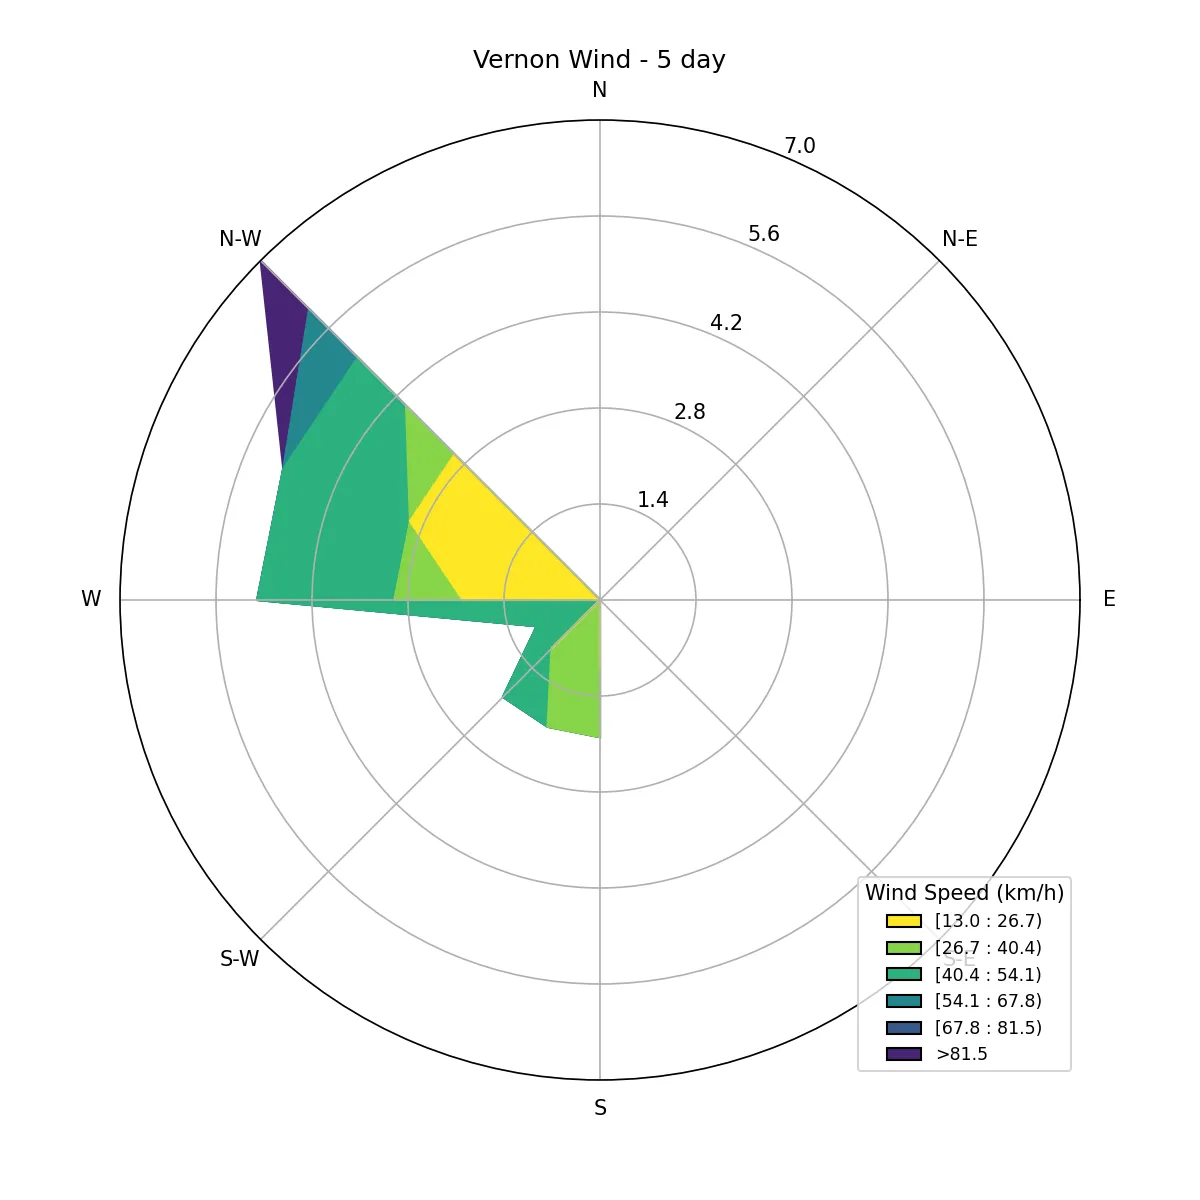 Vernon Wind - 5 day
N
7.0
5.6
N-W
N-E
4.2
2.8
1.4
W
E
Wind Speed (km/h)
[13.0 : 26.7)
[26.7 : 40.4)
S-W
S-E
[40.4 : 54.1)
[54.1 : 67.8)
[67.8 : 81.5)
>81.5
S